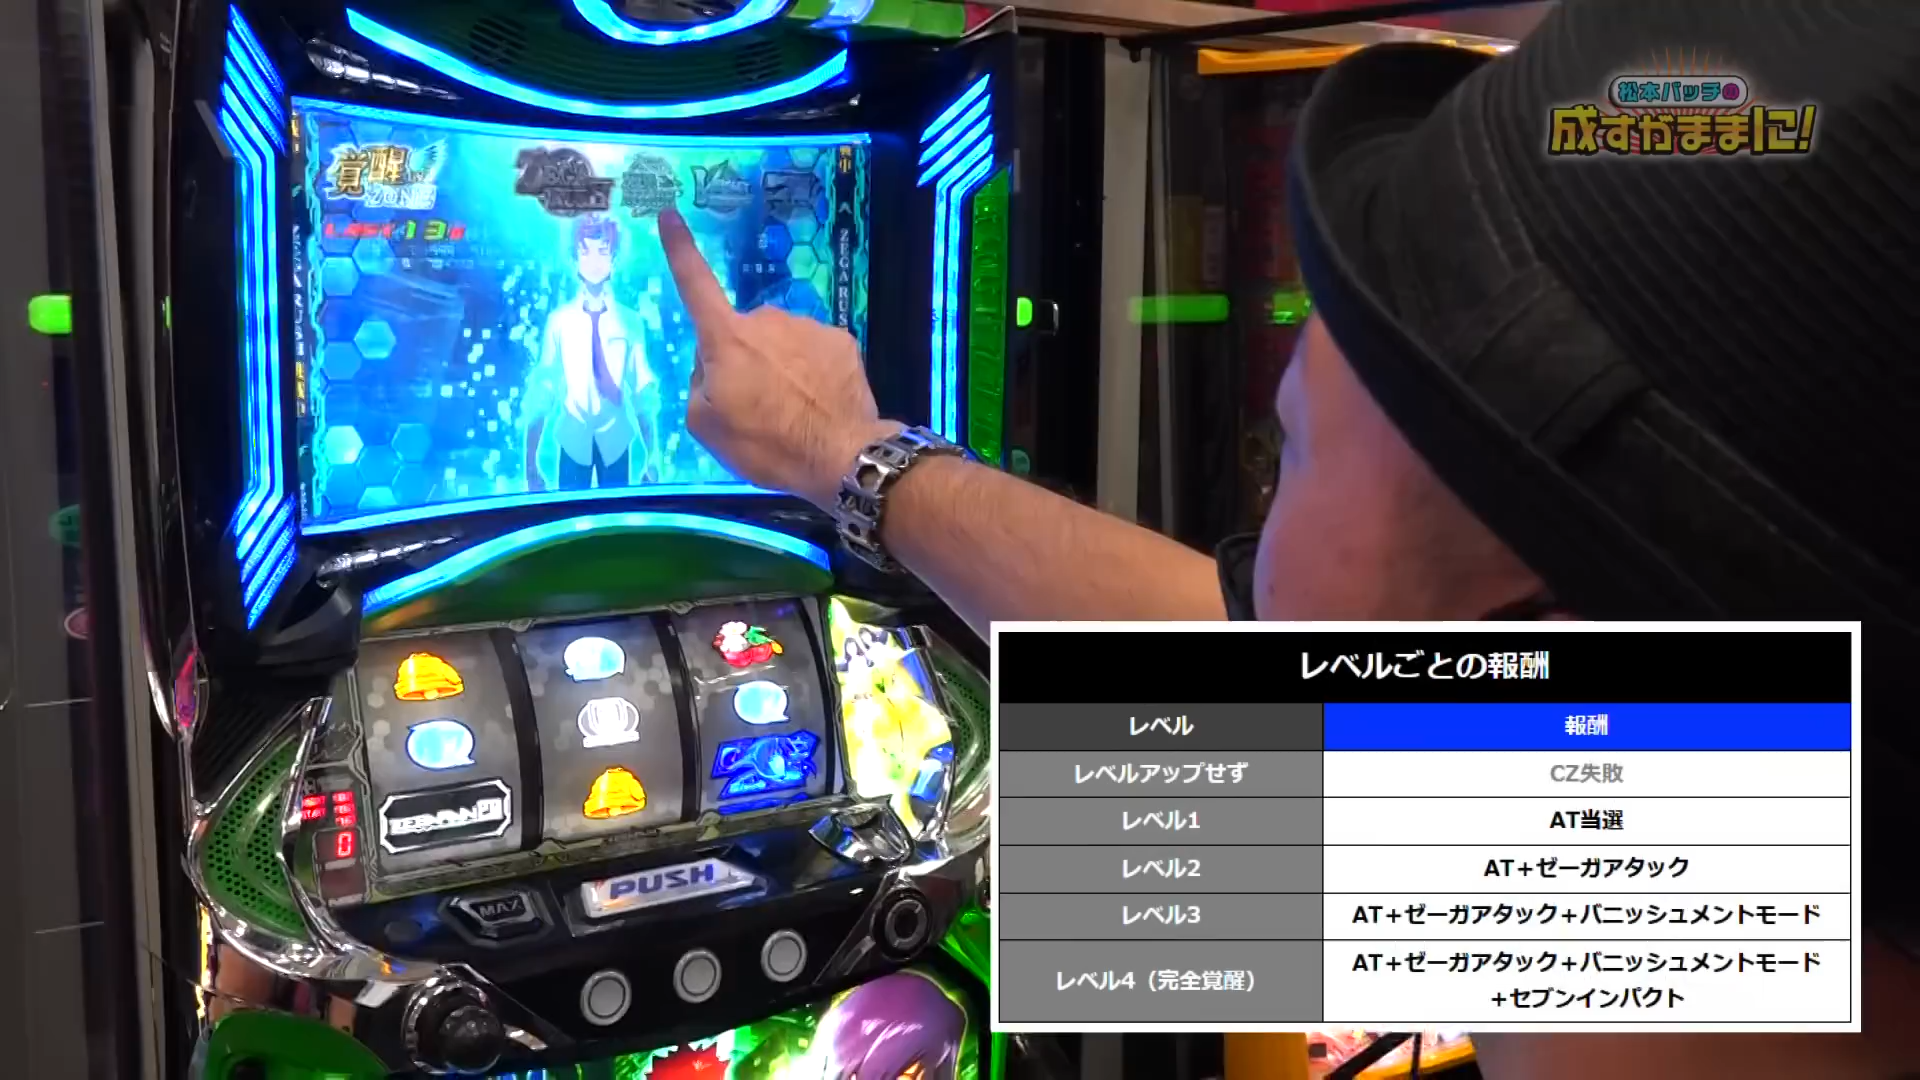 松本バッチの
成すがままに!
覚醒
ZONE
LAST 13G
ZEGA RUSH
PUSH
MAX
レベルごとの報酬
レベル 報酬
レベルアップせず CZ失敗
レベル1 AT当選
レベル2 AT+ゼーガアタック
レベル3 AT+ゼーガアタック+バニッシュメントモード
レベル4(完全覚醒) AT+ゼーガアタック+バニッシュメントモード
+セブンインパクト